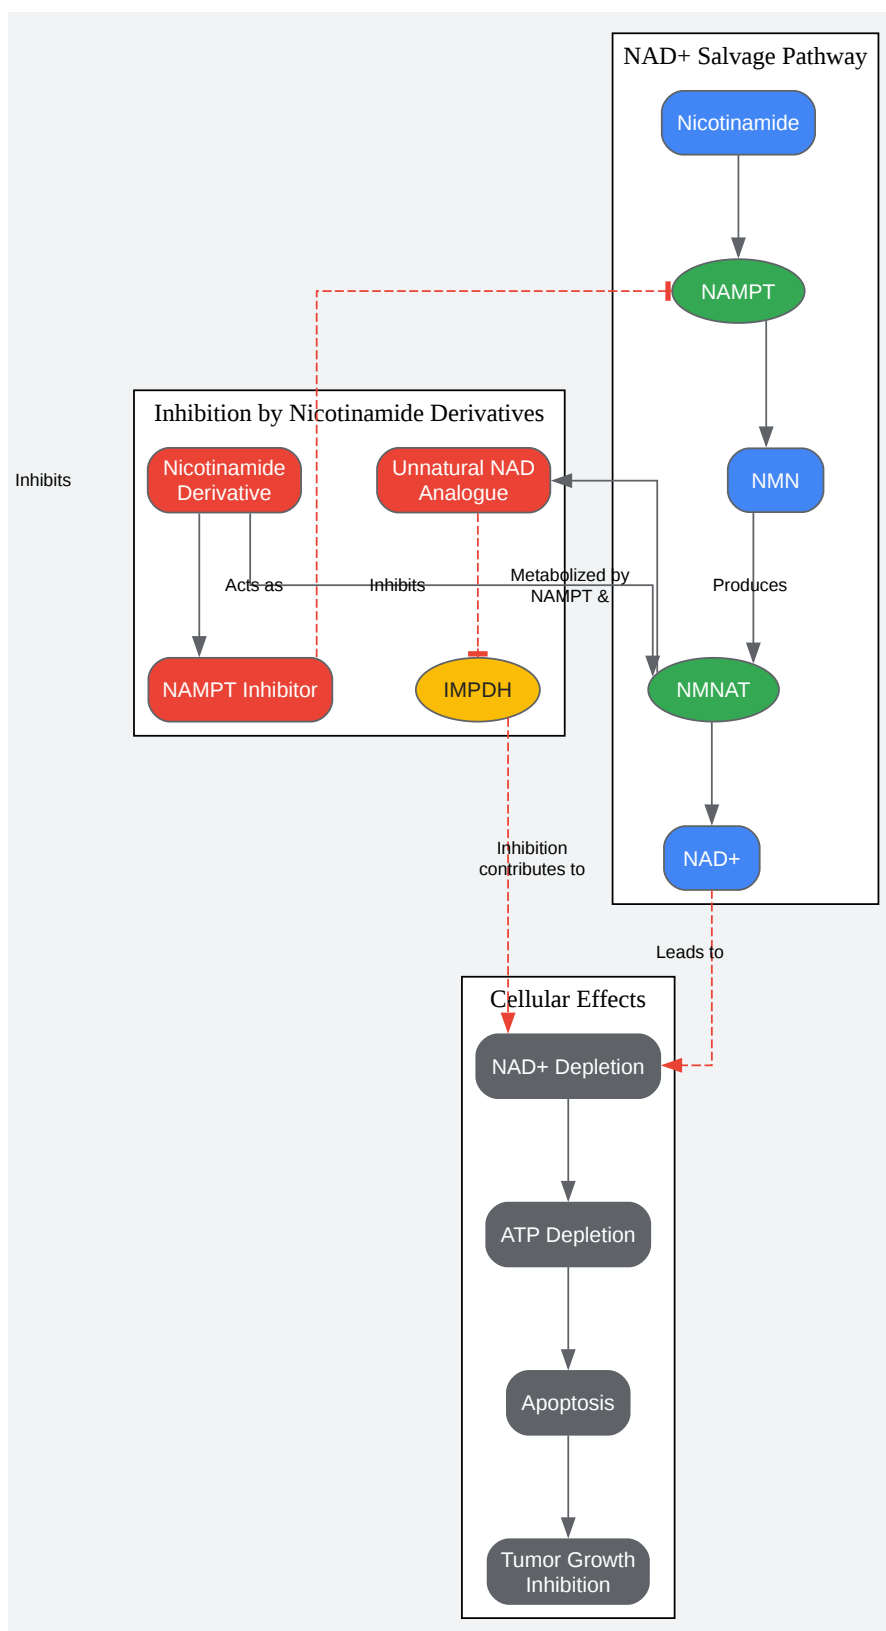 NAD+ Salvage Pathway
Nicotinamide
NAMPT
Inhibition by Nicotinamide Derivatives
Nicotinamide
Derivative
Unnatural NAD
Analogue
NMN
Inhibits
Acts as
Inhibits
Metabolized by
NAMPT &
Produces
NAMPT Inhibitor
IMPDH
NMNAT
Inhibition
contributes to
NAD+
Leads to
Cellular Effects
NAD+ Depletion
ATP Depletion
Apoptosis
Tumor Growth
Inhibition